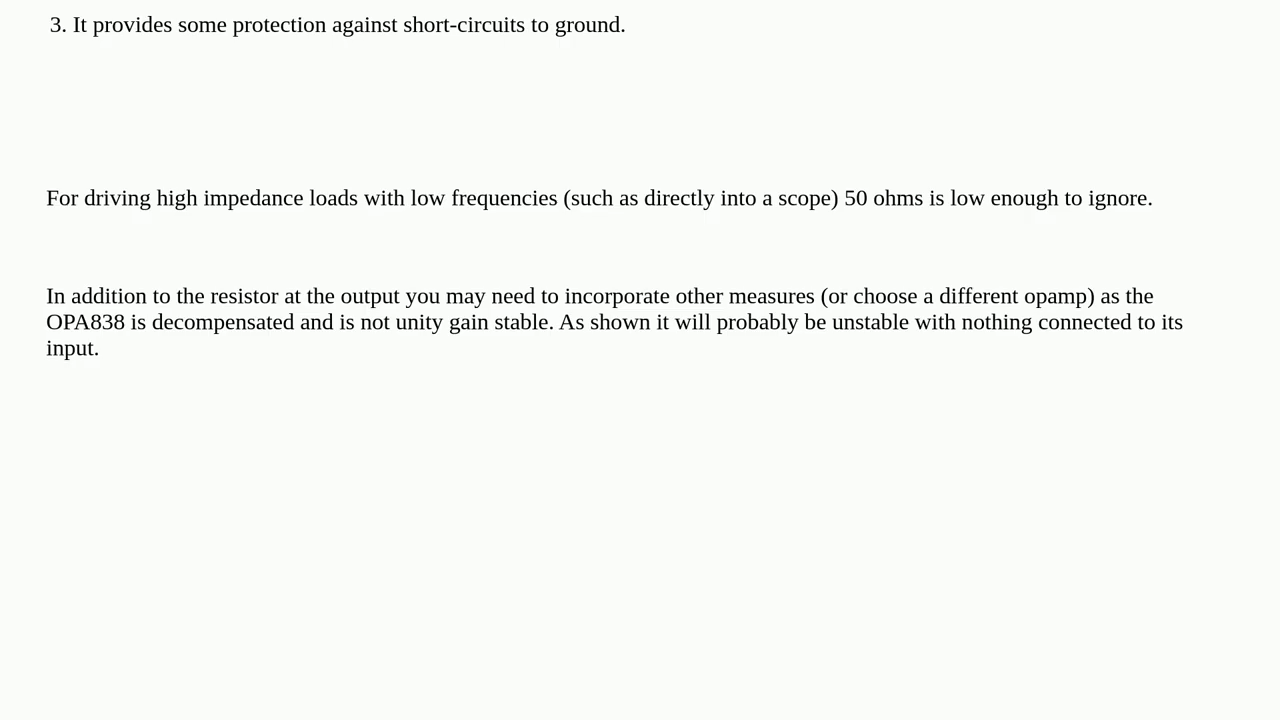 3. It provides some protection against short-circuits to ground.
For driving high impedance loads with low frequencies (such as directly into a scope) 50 ohms is low enough to ignore.
In addition to the resistor at the output you may need to incorporate other measures (or choose a different opamp) as the
OPA838 is decompensated and is not unity gain stable. As shown it will probably be unstable with nothing connected to its
input.